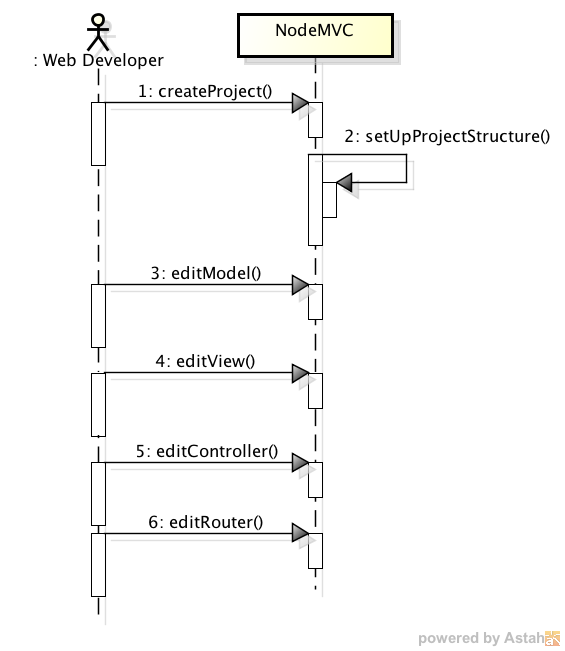 NodeMVC
: Web Developer
1: createProject()
2: setUpProjectStructure()
3: editModel()
4: editView()
5: editController()
6: editRouter()
powered by Astah